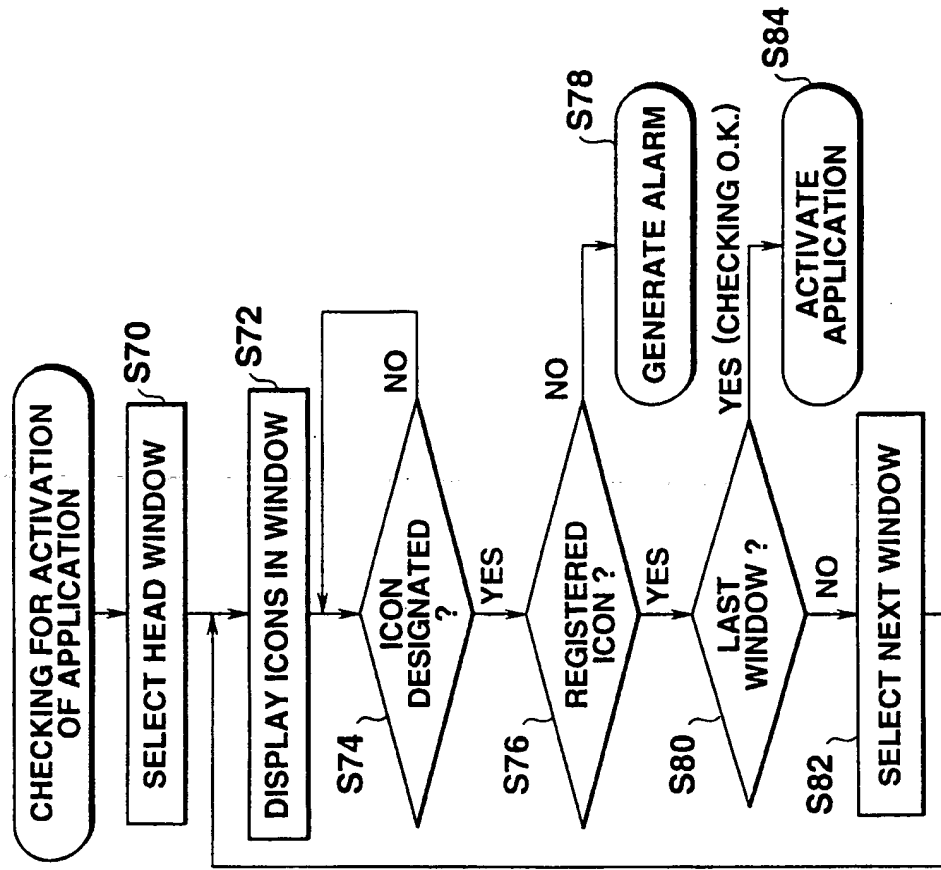 CHECKING FOR ACTIVATION
OF APPLICATION
S70
SELECT HEAD WINDOW
S72
DISPLAY ICONS IN WINDOW
S74
ICON
DESIGNATED
?
NO
YES
S76
REGISTERED
ICON ?
NO
S78
GENERATE ALARM
YES
S80
LAST
WINDOW ?
YES (CHECKING O.K.)
S84
ACTIVATE
APPLICATION
NO
S82
SELECT NEXT WINDOW